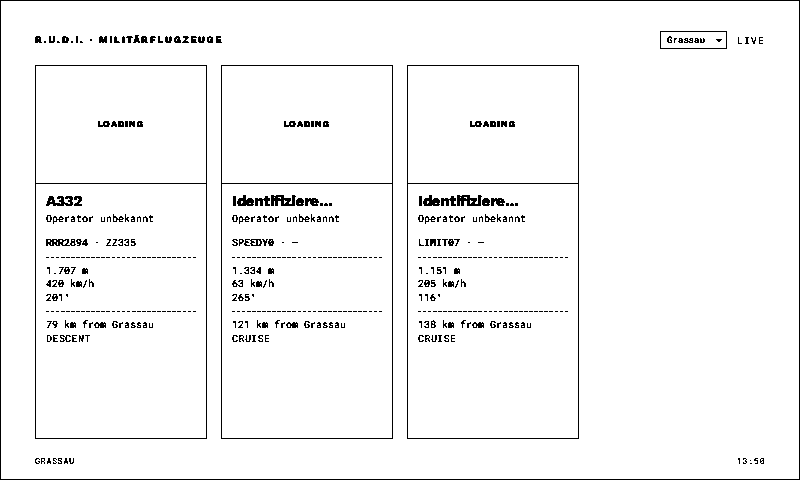 R.U.D.I. · MILITÄRFLUGZEUGE
Grassau
LIVE
LOADING
A332
Operator unbekannt
RRR2894 · ZZ335
1.707 m
420 km/h
201°
79 km from Grassau
DESCENT
LOADING
Identifiziere...
Operator unbekannt
SPEEDY0 · —
1.334 m
63 km/h
265°
121 km from Grassau
CRUISE
LOADING
Identifiziere...
Operator unbekannt
LIMIT07 · —
1.151 m
205 km/h
116°
138 km from Grassau
CRUISE
GRASSAU
13:50